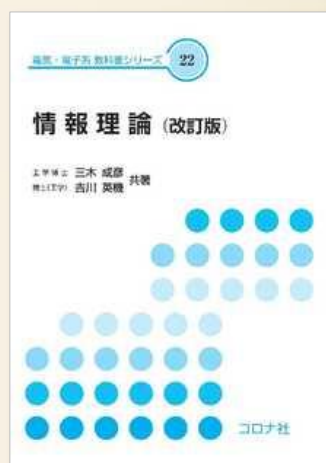 電気・電子系 教科書シリーズ 22
情報理論 (改訂版)
工学博士 三木 成彦
博士(工学) 吉川 英機 共著
コロナ社